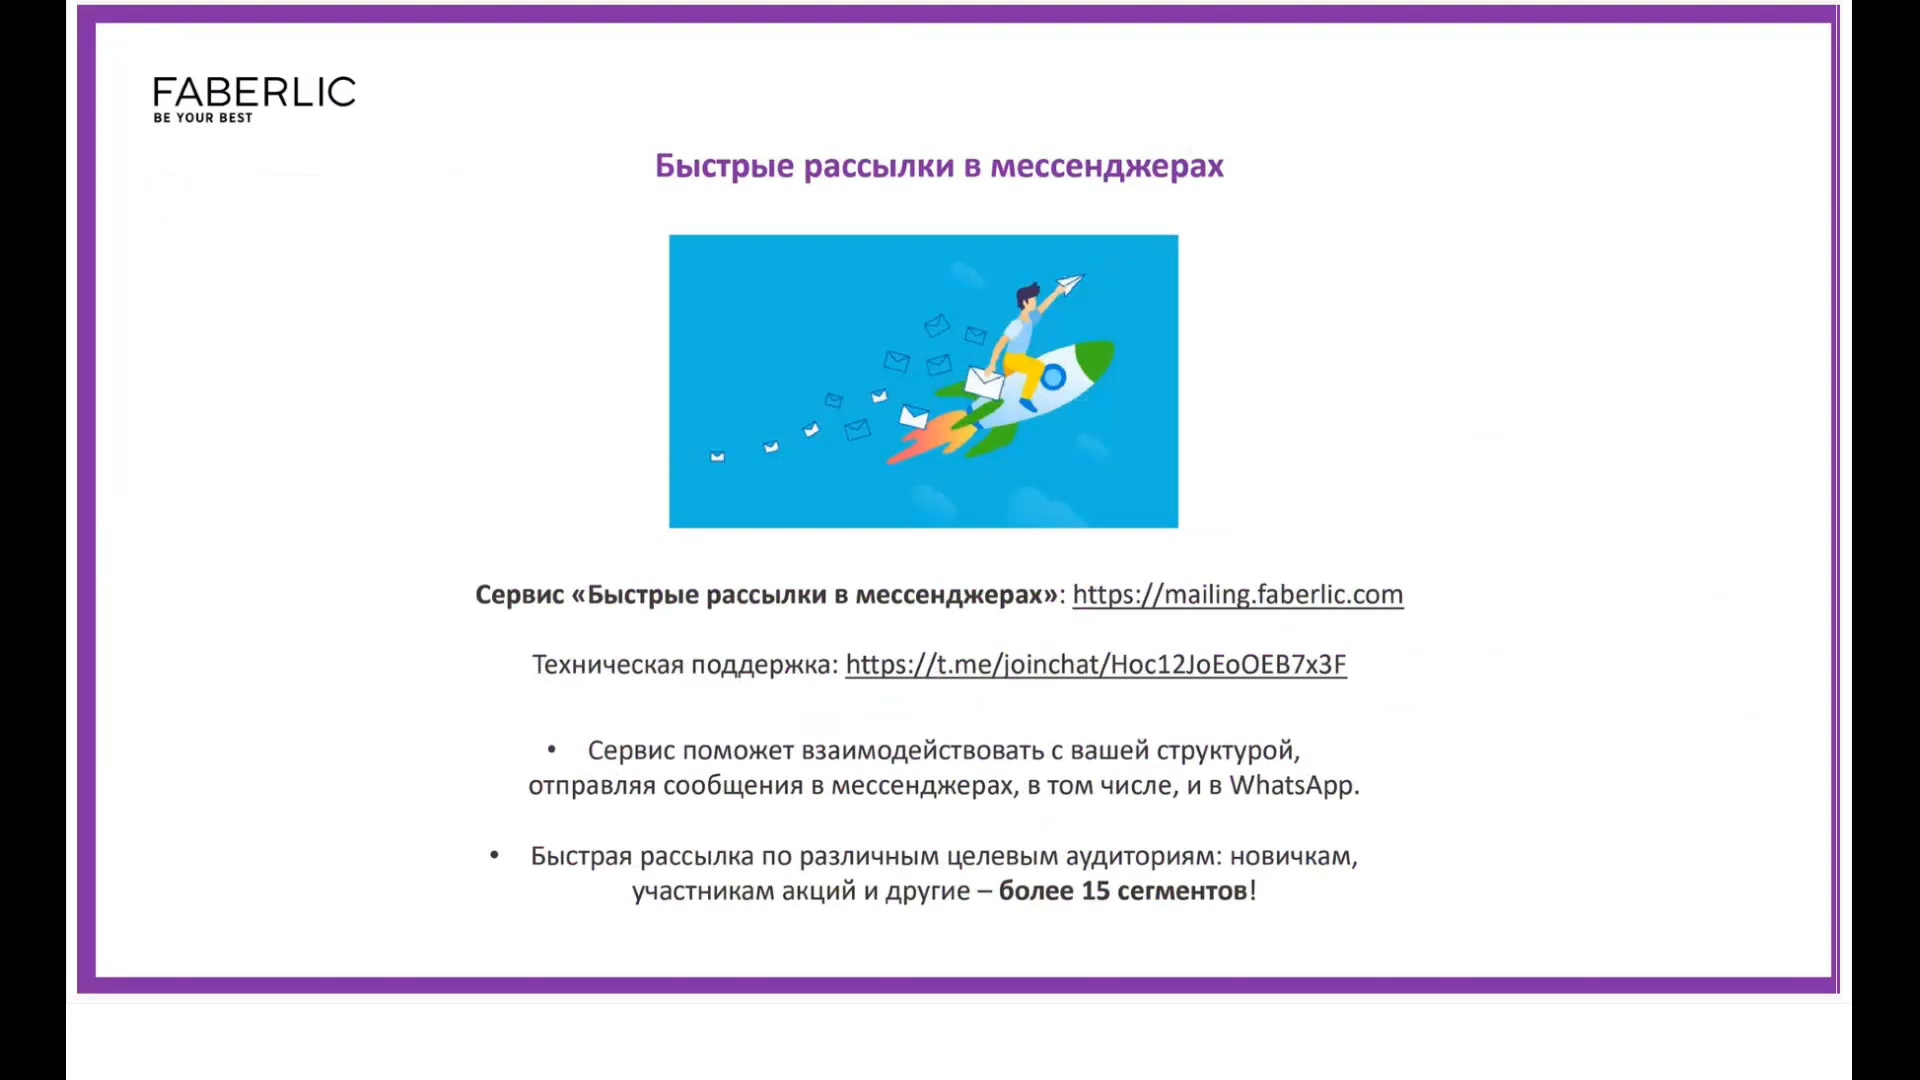 FABERLIC
BE YOUR BEST
Быстрые рассылки в мессенджерах
Сервис «Быстрые рассылки в мессенджерах»: https://mailing.faberlic.com
Техническая поддержка: https://t.me/joinchat/Hoc12JoEoOEB7x3F
• Сервис поможет взаимодействовать с вашей структурой,
отправляя сообщения в мессенджерах, в том числе, и в WhatsApp.
• Быстрая рассылка по различным целевым аудиториям: новичкам,
участникам акций и другие – более 15 сегментов!